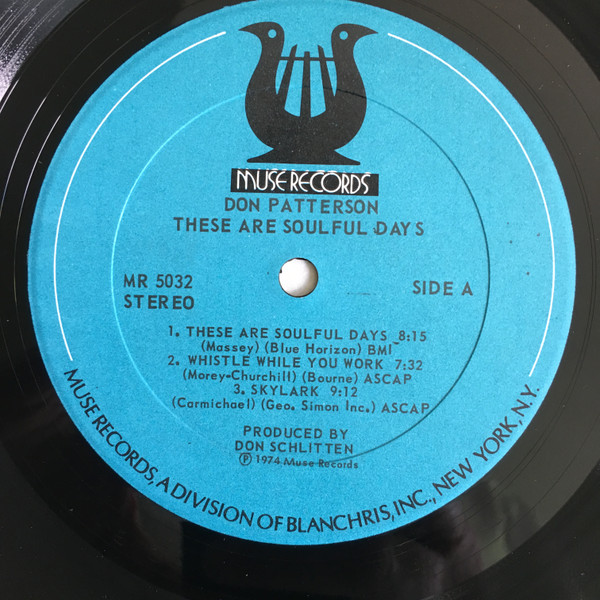 MUSE RECORDS
DON PATTERSON
THESE ARE SOULFUL DAYS
MR 5032
STEREO
SIDE A
1. THESE ARE SOULFUL DAYS 8:15
(Massey) (Blue Horizon) BMI
2. WHISTLE WHILE YOU WORK 7:32
(Morey-Churchill) (Bourne) ASCAP
3. SKYLARK 9:12
(Carmichael) (Geo. Simon Inc.) ASCAP
PRODUCED BY
DON SCHLITTEN
℗ 1974 Muse Records
MUSE RECORDS, A DIVISION OF BLANCHRIS, INC., NEW YORK, N.Y.